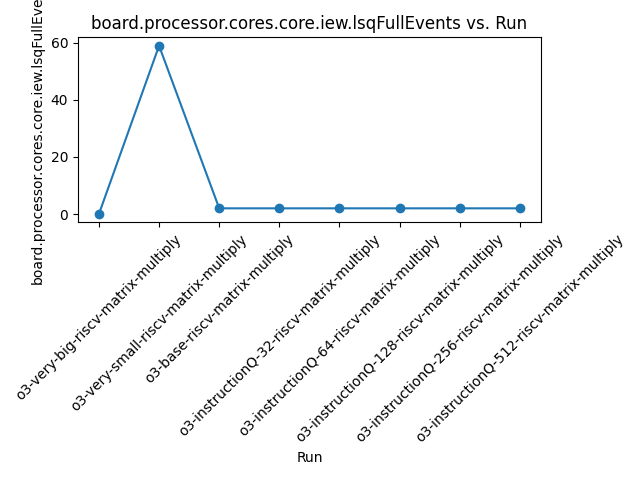 board.processor.cores.core.iew.lsqFullEvents vs. Run
board.processor.cores.core.iew.lsqFullEve
60
40
20
0
o3-very-big-riscv-matrix-multiply
o3-very-small-riscv-matrix-multiply
o3-base-riscv-matrix-multiply
o3-instructionQ-32-riscv-matrix-multiply
o3-instructionQ-64-riscv-matrix-multiply
o3-instructionQ-128-riscv-matrix-multiply
o3-instructionQ-256-riscv-matrix-multiply
o3-instructionQ-512-riscv-matrix-multiply
Run